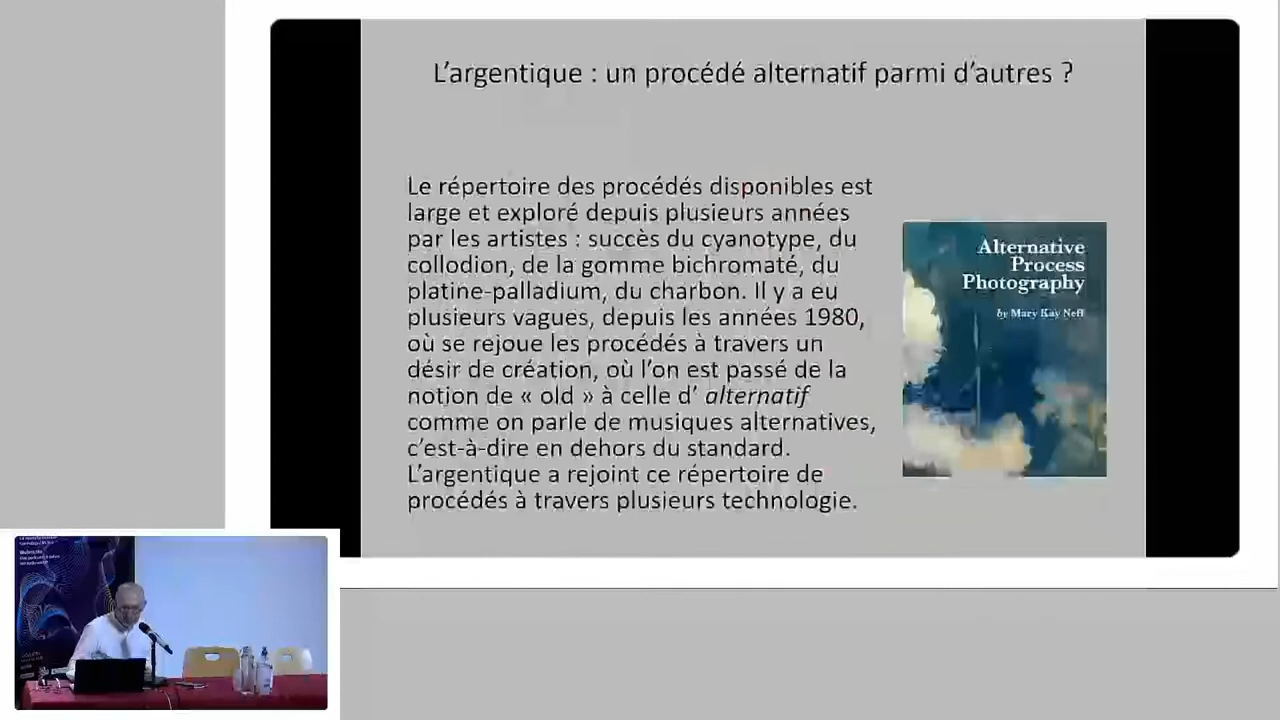 L'argentique : un procédé alternatif parmi d'autres ?
Le répertoire des procédés disponibles est
large et exploré depuis plusieurs années
par les artistes : succès du cyanotype, du
collodion, de la gomme bichromaté, du
platine-palladium, du charbon. Il y a eu
plusieurs vagues, depuis les années 1980,
où se rejoue les procédés à travers un
désir de création, où l'on est passé de la
notion de « old » à celle d' alternatif
comme on parle de musiques alternatives,
c'est-à-dire en dehors du standard.
L'argentique a rejoint ce répertoire de
procédés à travers plusieurs technologie.
Alternative
Process
Photography
by Mary Kay Neff